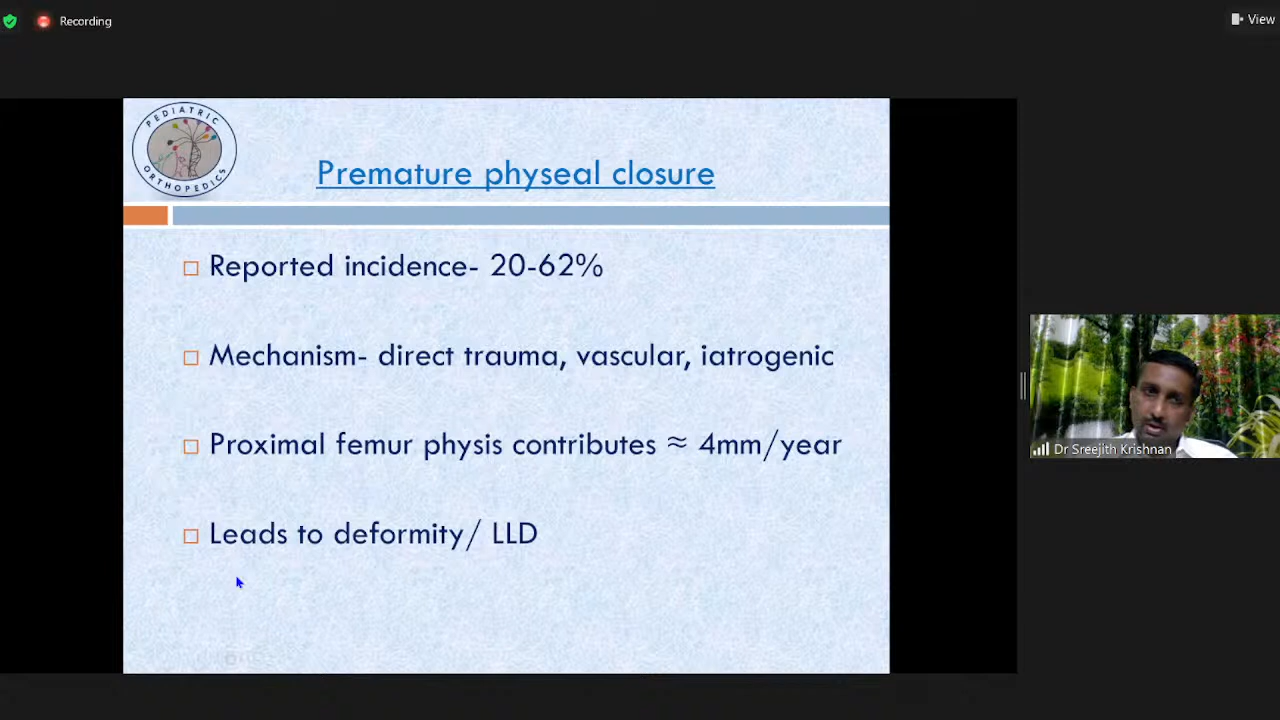 Recording
View
PEDIATRIC
ORTHOPEDICS
Premature physeal closure
Reported incidence- 20-62%
Mechanism- direct trauma, vascular, iatrogenic
Proximal femur physis contributes ≈ 4mm/year
Leads to deformity/ LLD
Dr Sreejith Krishnan